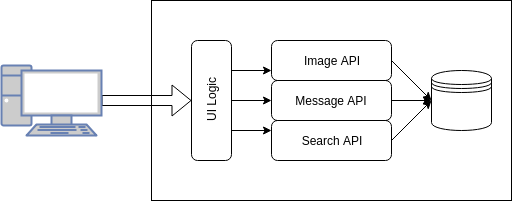 UI Logic
Image API
Message API
Search API